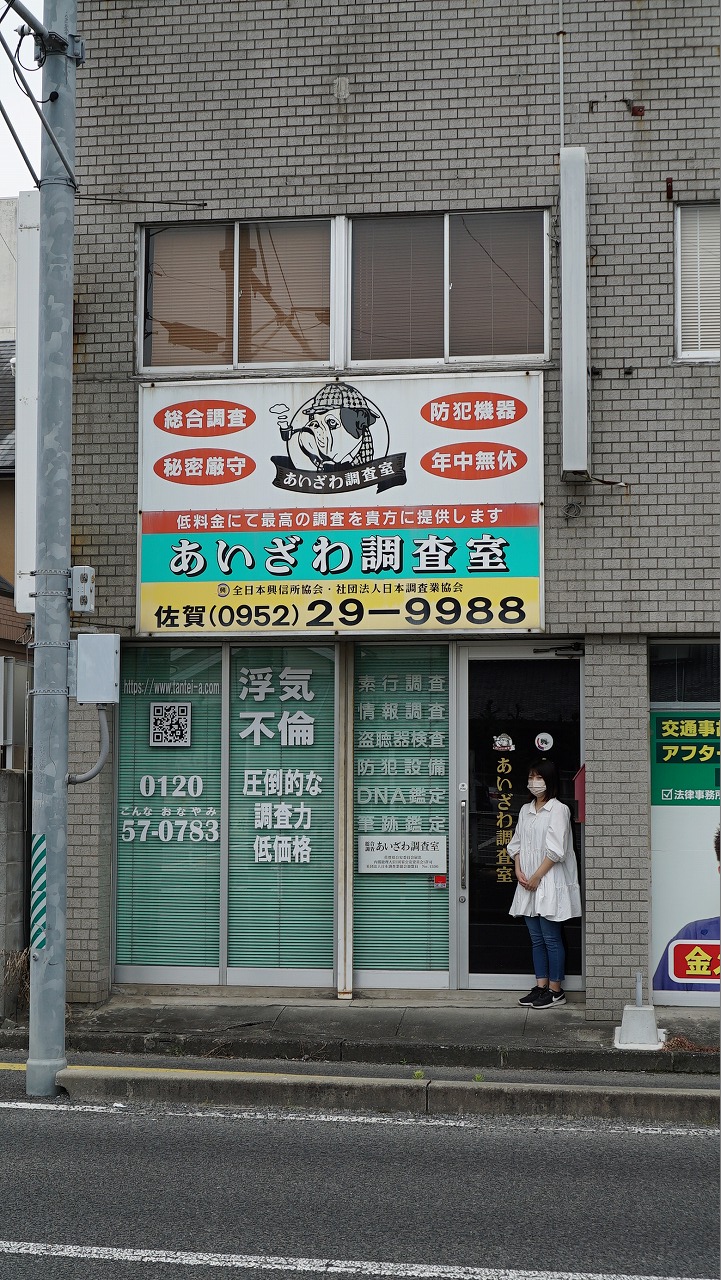 総合調査
防犯機器
秘密厳守
年中無休
あいざわ調査室
低料金にて最高の調査を貴方に提供します
あいざわ調査室
全日本興信所協会・社団法人日本調査業協会
佐賀(0952)29-9988
https://www.tantei-a.com
0120
こんな おなやみ
57-0783
浮気
不倫
圧倒的な
調査力
低価格
素行調査
情報調査
盗聴器検査
防犯設備
DNA鑑定
筆跡鑑定
総合調査 あいざわ調査室
あいざわ調査室
交通事故
アフター
法律事務所